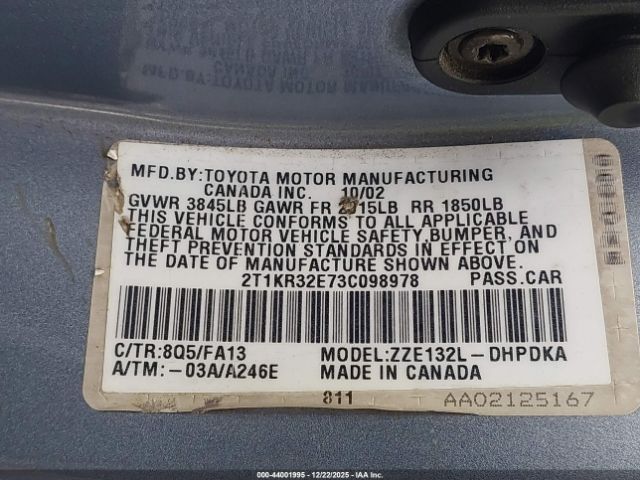 MFD.BY:TOYOTA MOTOR MANUFACTURING
CANADA INC. 10/02
GVWR 3845LB GAWR FR LB RR 1850LB
THIS VEHICLE CONFORMS TO ALL APPLICABLE
FEDERAL MOTOR VEHICLE SAFETY,BUMPER, AND
THEFT PREVENTION STANDARDS IN EFFECT ON
THE DATE OF MANUFACTURE SHOWN ABOVE.
2T1KR32E73C098978 PASS.CAR
C/TR:8Q5/FA13 MODEL:ZZE132L-DHPDKA
A/TM:-03A/A246E MADE IN CANADA
811 AA02125167
000-44001995 - 12/22/2025 - IAA Inc.